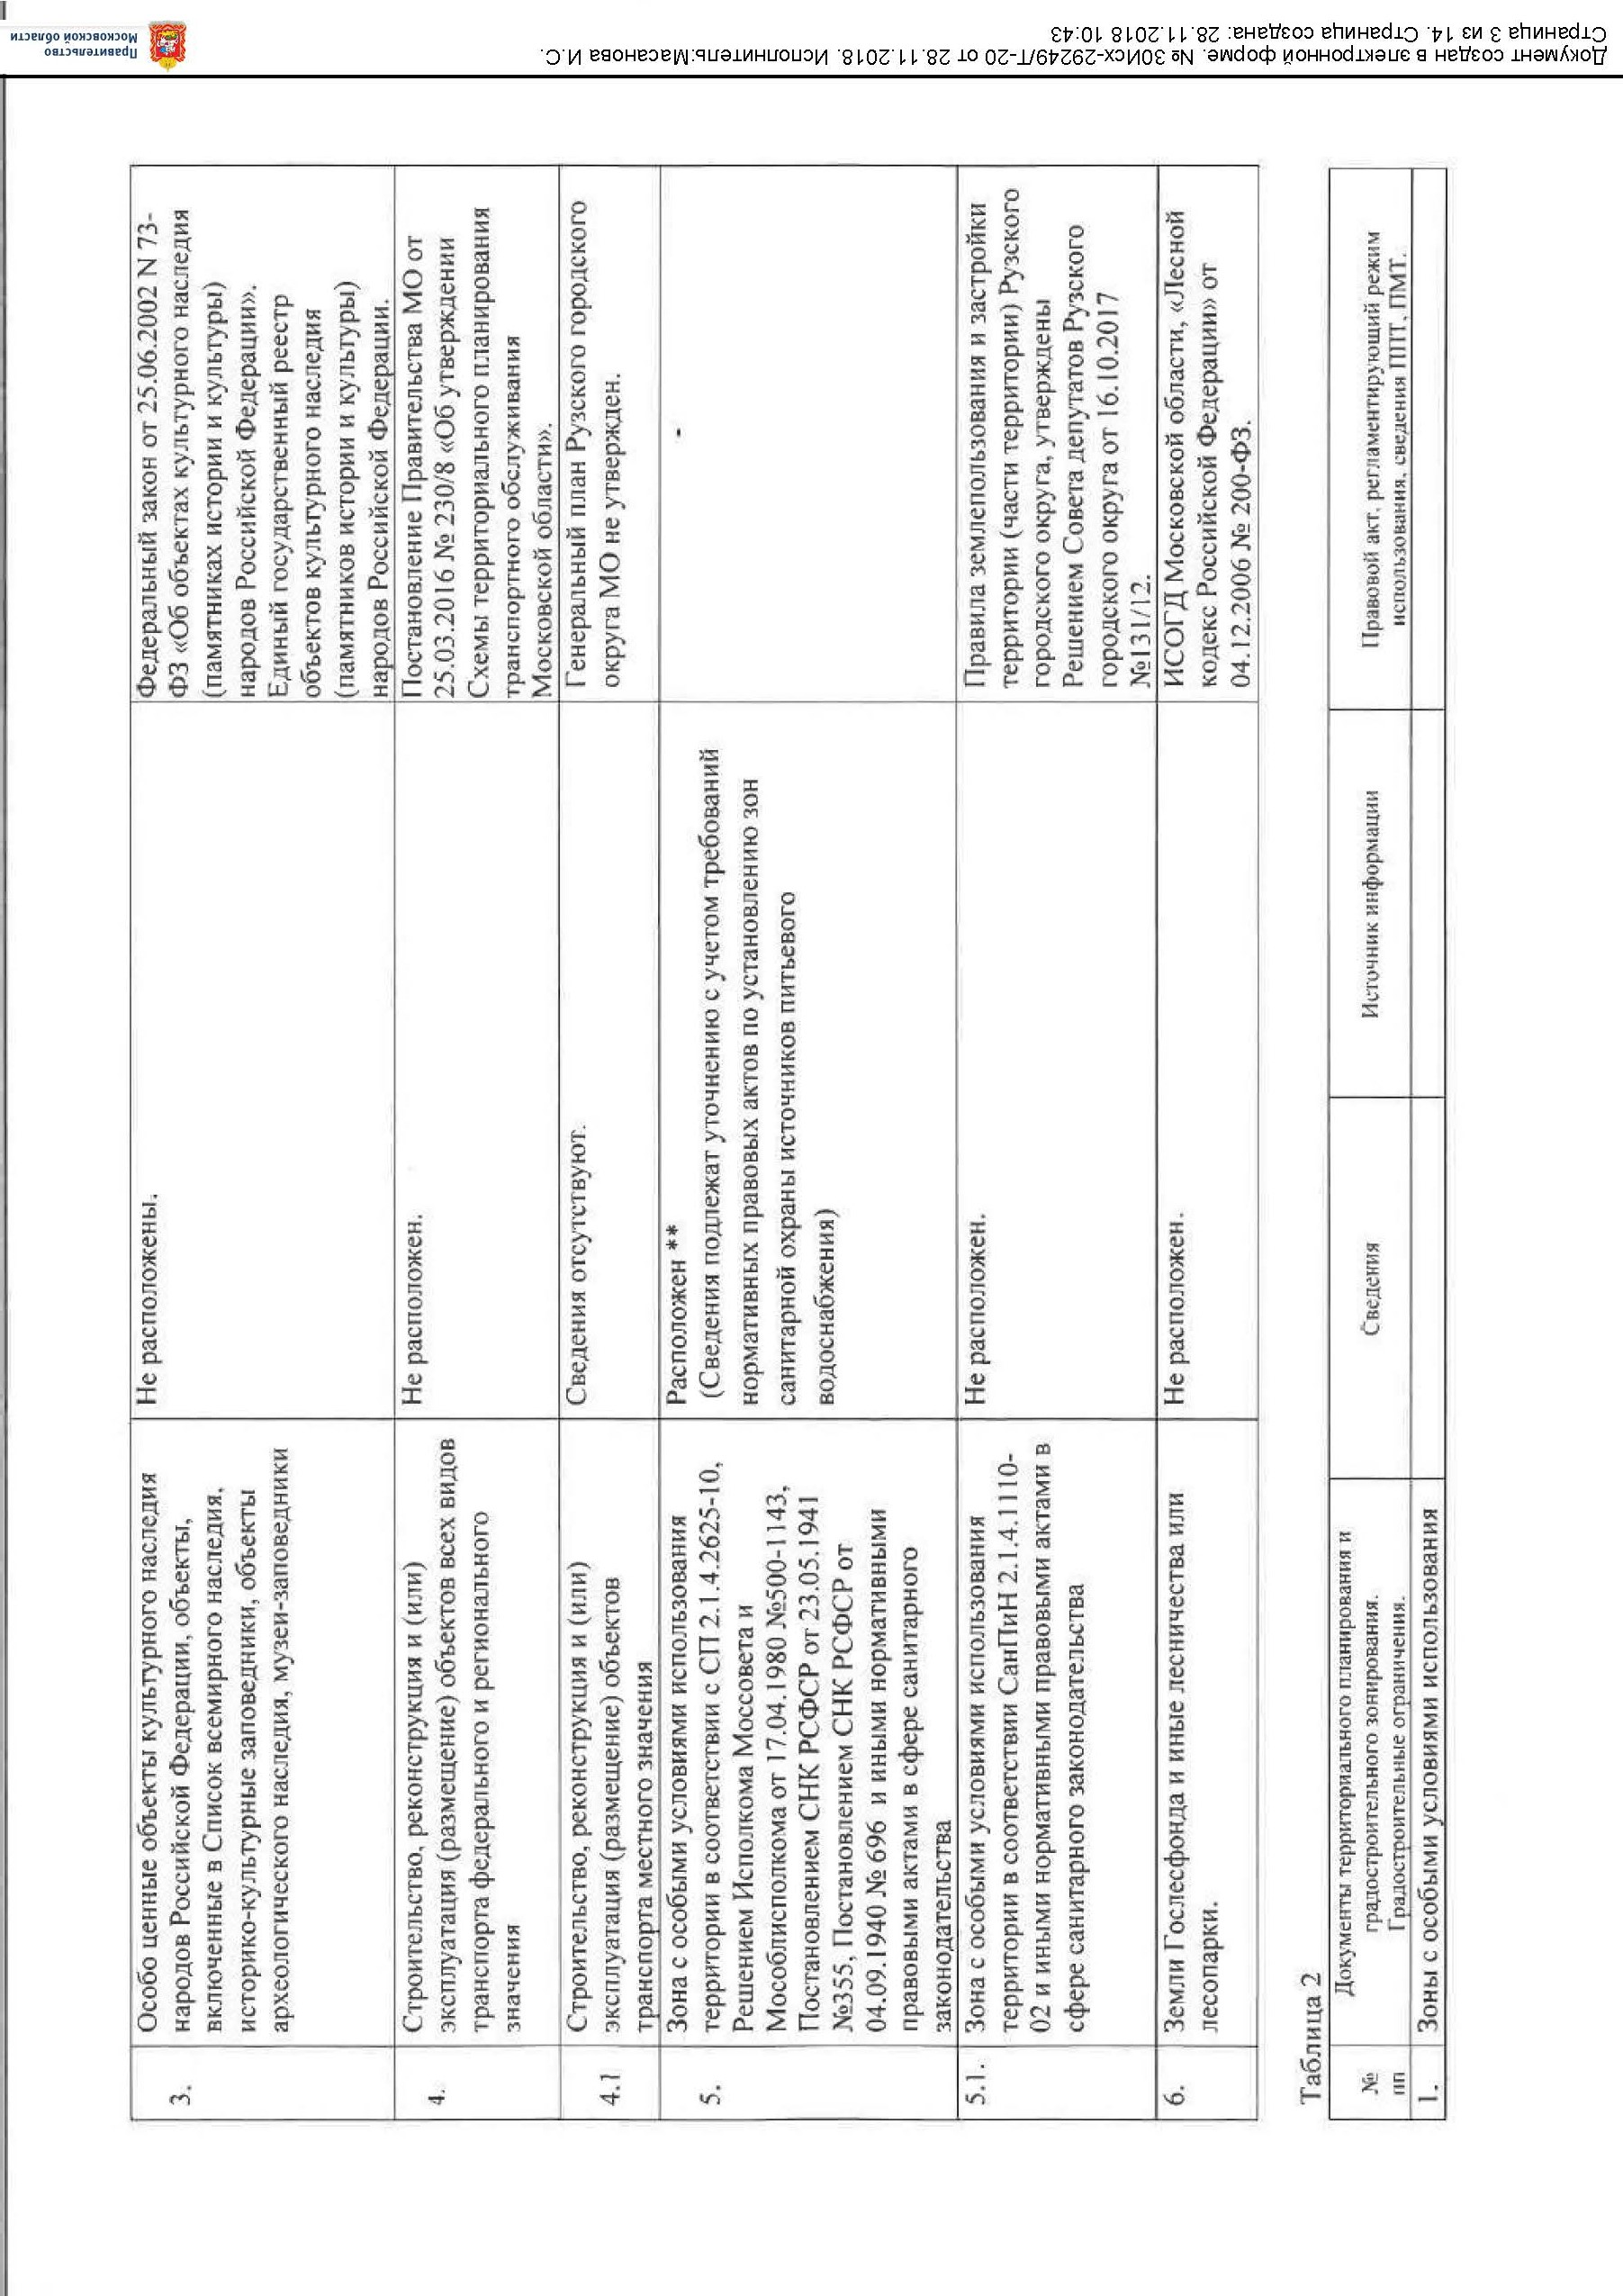 Документ создан в электронной форме. № 30Исх-29249/Т-20 от 28.11.2018. Исполнитель:Масанова И.С.
Страница 3 из 14. Страница создана: 28.11.2018 10:43
Правительство
Московской области
3.
Особо ценные объекты культурного наследия
народов Российской Федерации, объекты,
включенные в Список всемирного наследия,
историко-культурные заповедники, объекты
археологического наследия, музеи-заповедники
Не расположены.
Федеральный закон от 25.06.2002 N 73-
ФЗ «Об объектах культурного наследия
(памятниках истории и культуры)
народов Российской Федерации».
Единый государственный реестр
объектов культурного наследия
(памятников истории и культуры)
народов Российской Федерации.
4.
Строительство, реконструкция и (или)
эксплуатация (размещение) объектов всех видов
транспорта федерального и регионального
значения
Не расположен.
Постановление Правительства МО от
25.03.2016 № 230/8 «Об утверждении
Схемы территориального планирования
транспортного обслуживания
Московской области».
4.1
Строительство, реконструкция и (или)
эксплуатация (размещение) объектов
транспорта местного значения
Сведения отсутствуют.
Генеральный план Рузского городского
округа МО не утвержден.
5.
Зона с особыми условиями использования
территории в соответствии с СП 2.1.4.2625-10,
Решением Исполкома Моссовета и
Мособлисполкома от 17.04.1980 №500-1143,
Постановлением СНК РСФСР от 23.05.1941
№355, Постановлением СНК РСФСР от
04.09.1940 № 696 и иными нормативными
правовыми актами в сфере санитарного
законодательства
Расположен **
(Сведения подлежат уточнению с учетом требований
нормативных правовых актов по установлению зон
санитарной охраны источников питьевого
водоснабжения)
-
5.1.
Зона с особыми условиями использования
территории в соответствии СанПиН 2.1.4.1110-
02 и иными нормативными правовыми актами в
сфере санитарного законодательства
Не расположен.
Правила землепользования и застройки
территории (части территории) Рузского
городского округа, утверждены
Решением Совета депутатов Рузского
городского округа от 16.10.2017
№131/12.
6.
Земли Гослесфонда и иные лесничества или
лесопарки.
Не расположен.
ИСОГД Московской области, «Лесной
кодекс Российской Федерации» от
04.12.2006 № 200-ФЗ.
Таблица 2
№
пп
Документы территориального планирования и
градостроительного зонирования.
Градостроительные ограничения.
Сведения
Источник информации
Правовой акт, регламентирующий режим
использования, сведения ППТ, ПМТ.
1.
Зоны с особыми условиями использования